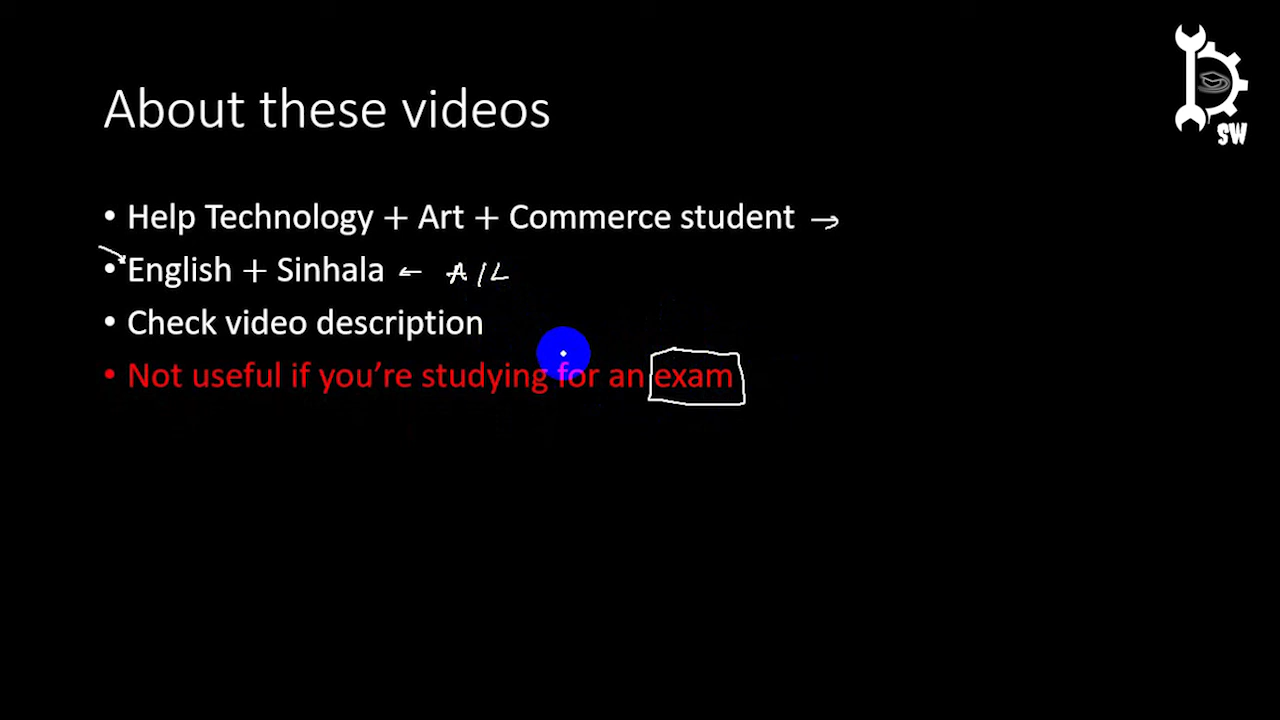 About these videos
SW
• Help Technology + Art + Commerce student →
• English + Sinhala ← A/L
• Check video description
• Not useful if you're studying for an exam